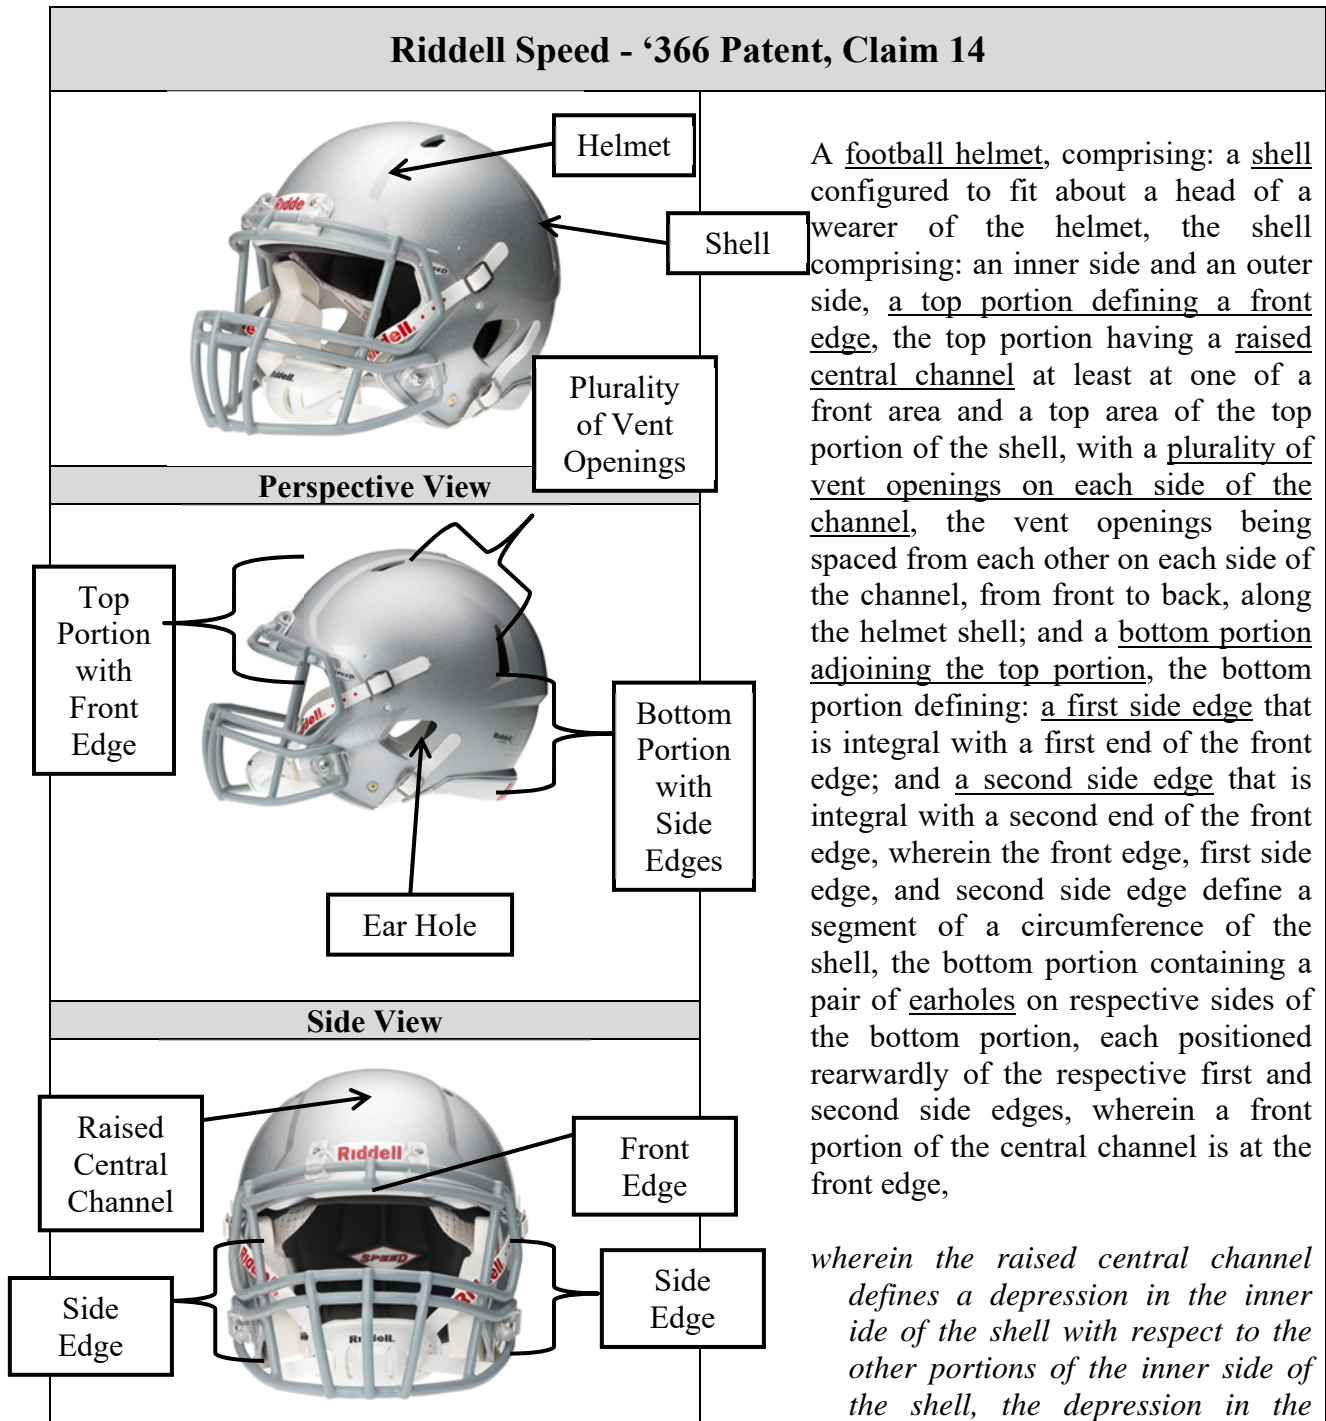 Riddell Speed - ‘366 Patent, Claim 14
Helmet
Shell
Ridde
dell.
Riddell.
Plurality
of Vent
Openings
Perspective View
Top
Portion
with
Front
Edge
Bottom
Portion
with
Side
Edges
Ear Hole
Side View
Raised
Central
Channel
Riddell
Front
Edge
SPEED
Side
Edge
Side
Edge
Riddell.
A football helmet, comprising: a shell
configured to fit about a head of a
wearer of the helmet, the shell
comprising: an inner side and an outer
side, a top portion defining a front
edge, the top portion having a raised
central channel at least at one of a
front area and a top area of the top
portion of the shell, with a plurality of
vent openings on each side of the
channel, the vent openings being
spaced from each other on each side of
the channel, from front to back, along
the helmet shell; and a bottom portion
adjoining the top portion, the bottom
portion defining: a first side edge that
is integral with a first end of the front
edge; and a second side edge that is
integral with a second end of the front
edge, wherein the front edge, first side
edge, and second side edge define a
segment of a circumference of the
shell, the bottom portion containing a
pair of earholes on respective sides of
the bottom portion, each positioned
rearwardly of the respective first and
second side edges, wherein a front
portion of the central channel is at the
front edge,
wherein the raised central channel
defines a depression in the inner
ide of the shell with respect to the
other portions of the inner side of
the shell, the depression in the